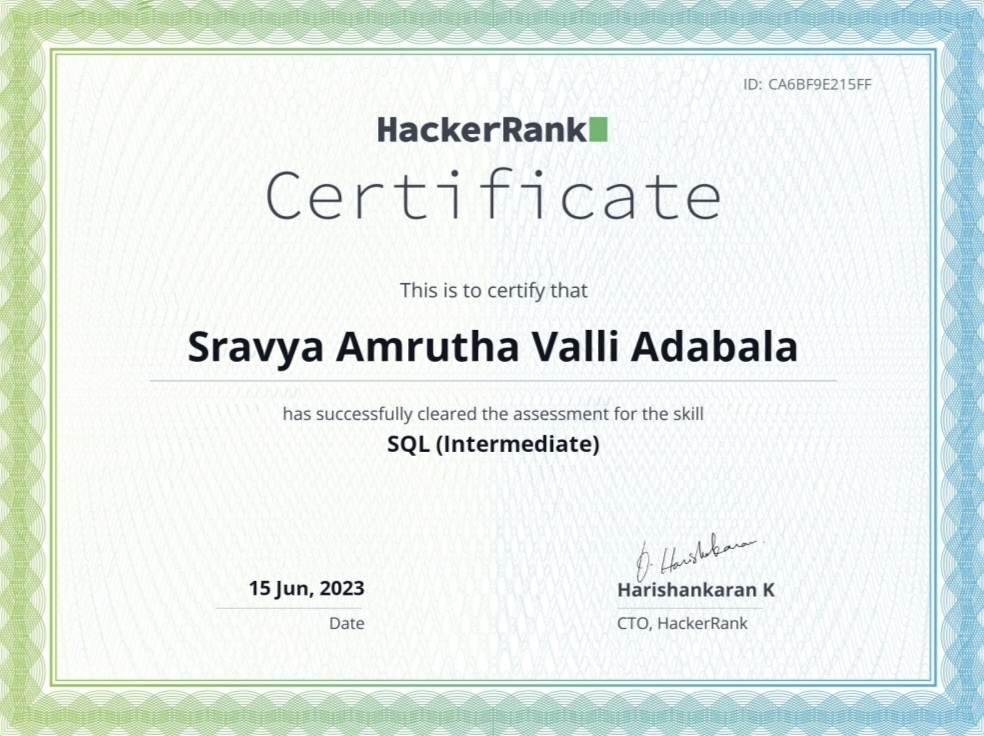 ID: CA6BF9E215FF
HackerRank
Certificate
This is to certify that
Sravya Amrutha Valli Adabala
has successfully cleared the assessment for the skill
SQL (Intermediate)
Harishankaran
15 Jun, 2023
Harishankaran K
Date
CTO, HackerRank